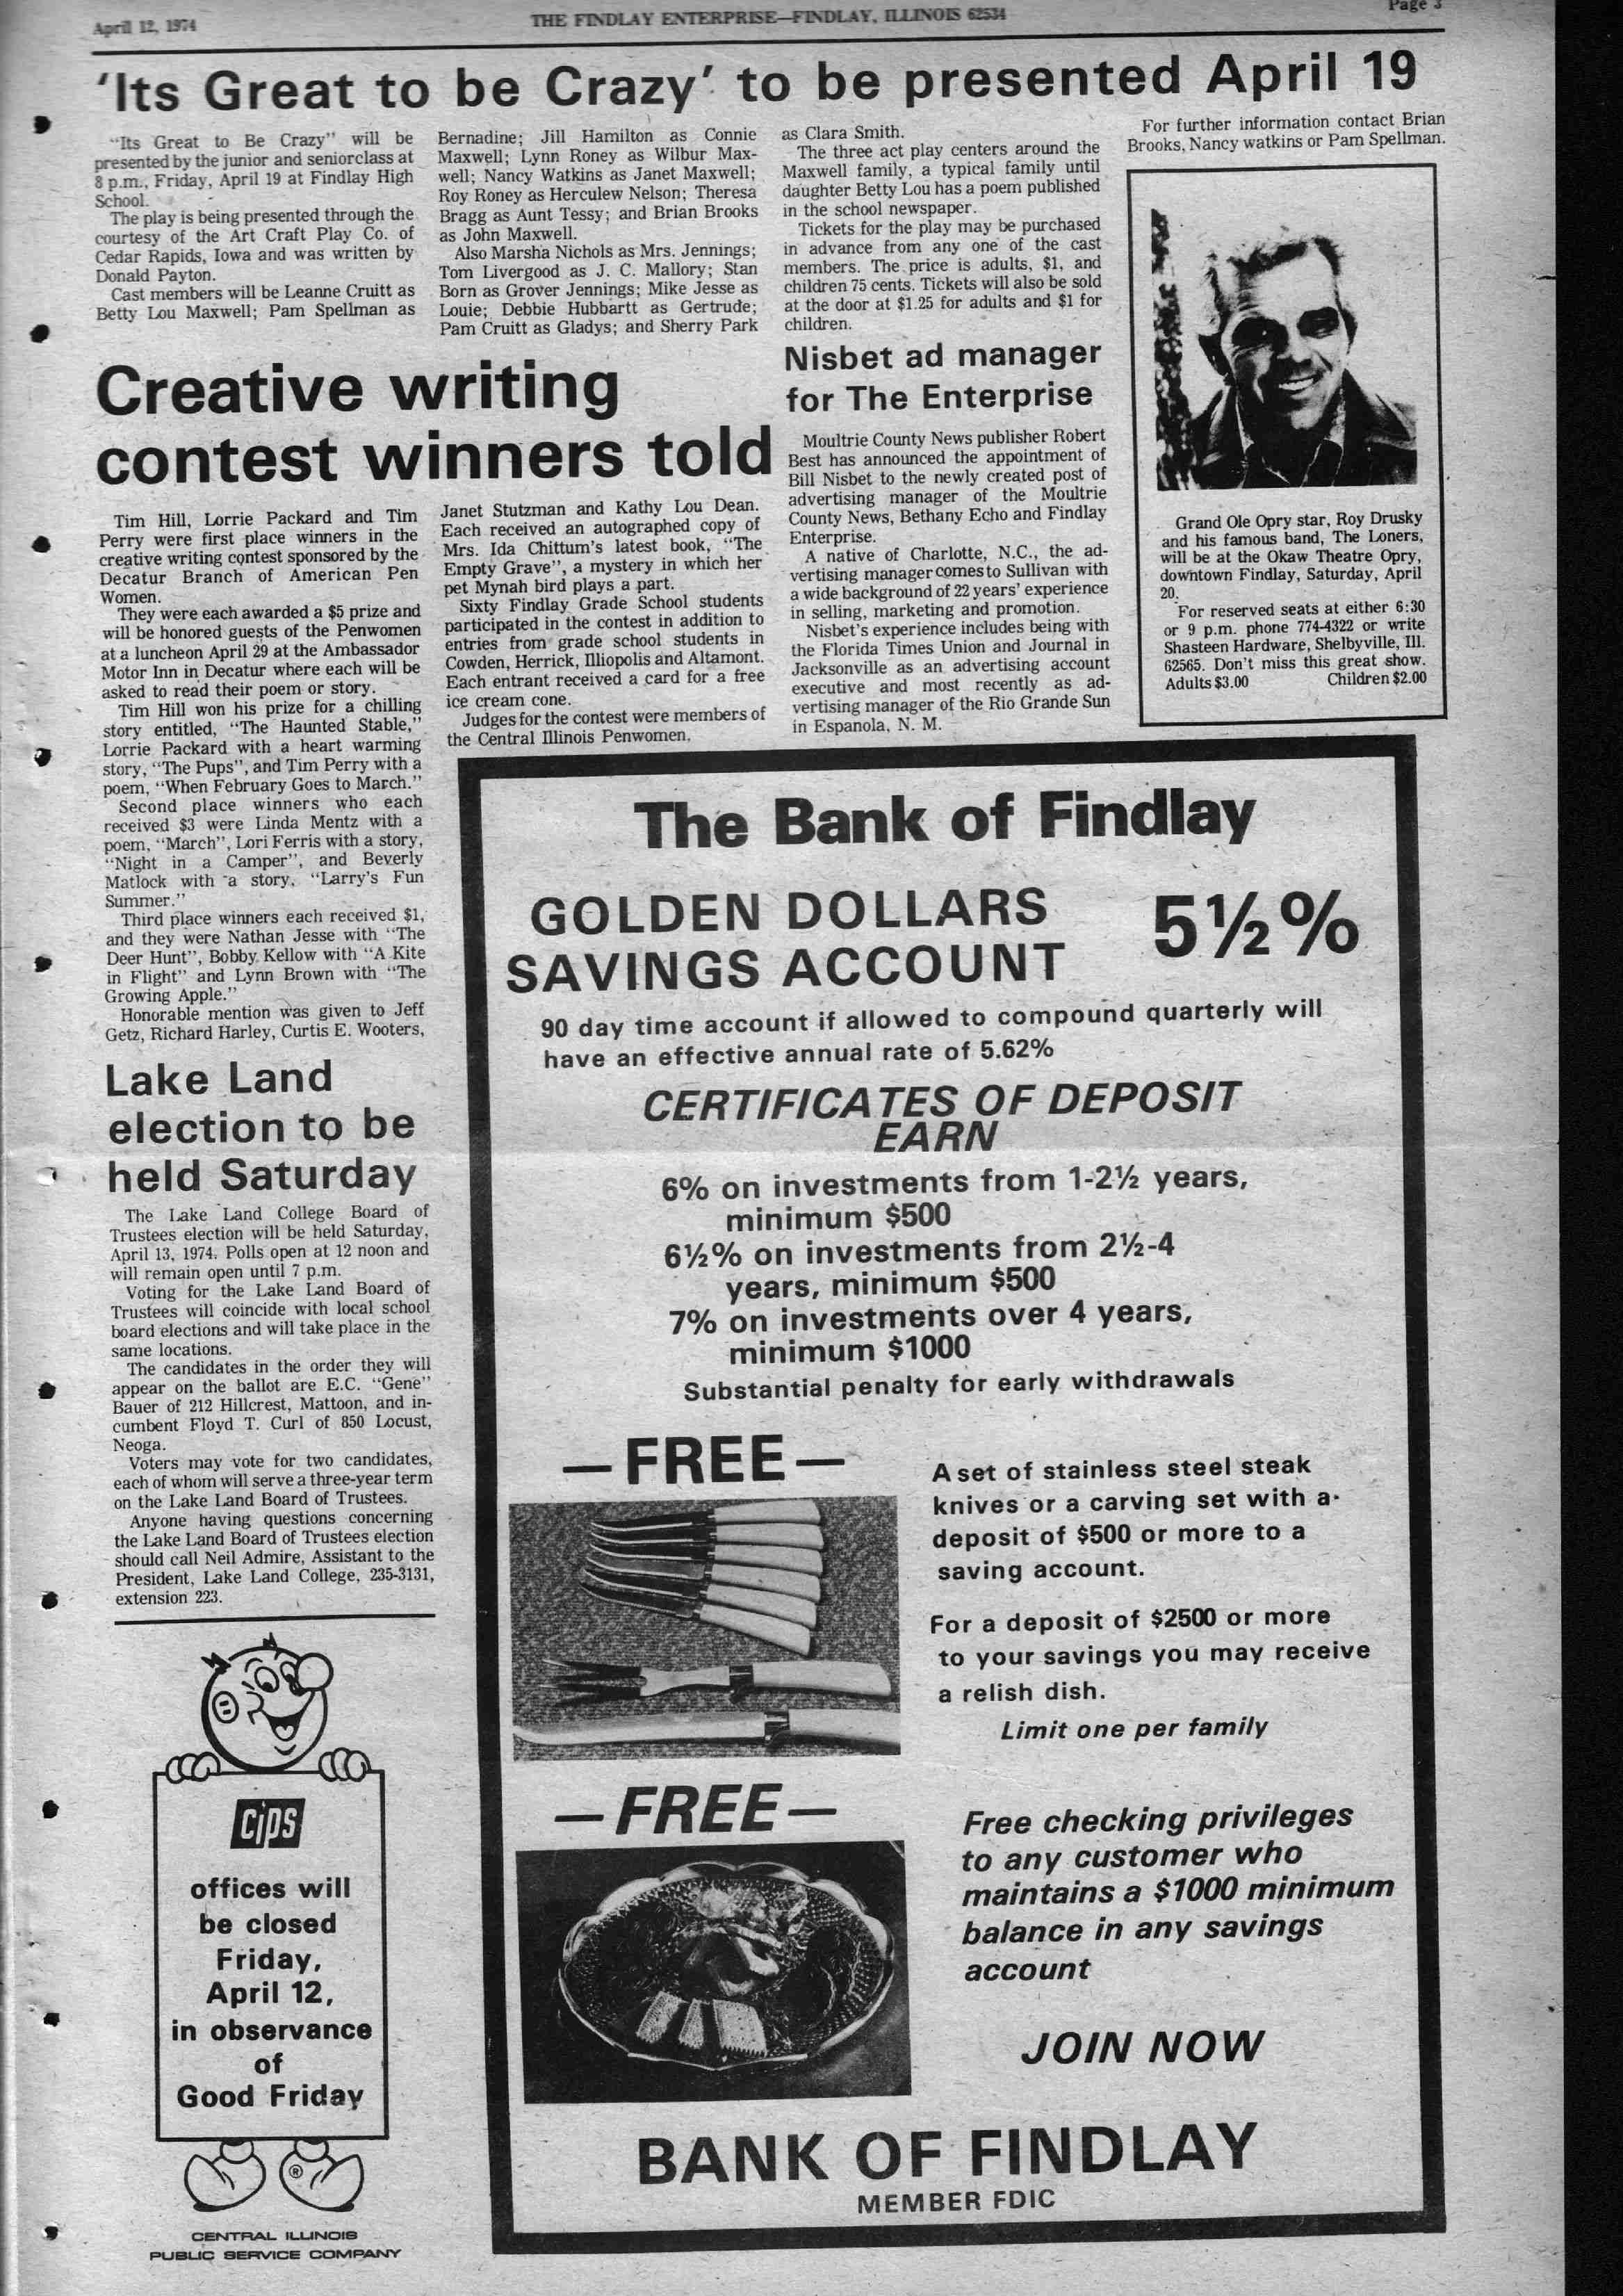 April 12, 1974
THE FINDLAY ENTERPRISE—FINDLAY, ILLINOIS 62534
Page 3
'Its Great to be Crazy' to be presented April 19
"Its Great to Be Crazy" will be
presented by the junior and seniorclass at
8 p.m., Friday, April 19 at Findlay High
School.
The play is being presented through the
courtesy of the Art Craft Play Co. of
Cedar Rapids, Iowa and was written by
Donald Payton.
Cast members will be Leanne Cruitt as
Betty Lou Maxwell; Pam Spellman as
Bernadine; Jill Hamilton as Connie
Maxwell; Lynn Roney as Wilbur Max-
well; Nancy Watkins as Janet Maxwell;
Roy Roney as Herculew Nelson; Theresa
Bragg as Aunt Tessy; and Brian Brooks
as John Maxwell.
Also Marsha Nichols as Mrs. Jennings;
Tom Livergood as J. C. Mallory; Stan
Born as Grover Jennings; Mike Jesse as
Louie; Debbie Hubbartt as Gertrude;
Pam Cruitt as Gladys; and Sherry Park
as Clara Smith.
The three act play centers around the
Maxwell family, a typical family until
daughter Betty Lou has a poem published
in the school newspaper.
Tickets for the play may be purchased
in advance from any one of the cast
members. The price is adults, $1, and
children 75 cents. Tickets will also be sold
at the door at $1.25 for adults and $1 for
children.
For further information contact Brian
Brooks, Nancy watkins or Pam Spellman.
Creative writing
contest winners told
Tim Hill, Lorrie Packard and Tim
Perry were first place winners in the
creative writing contest sponsored by the
Decatur Branch of American Pen
Women.
They were each awarded a $5 prize and
will be honored guests of the Penwomen
at a luncheon April 29 at the Ambassador
Motor Inn in Decatur where each will be
asked to read their poem or story.
Tim Hill won his prize for a chilling
story entitled, "The Haunted Stable,"
Lorrie Packard with a heart warming
story, "The Pups", and Tim Perry with a
poem, "When February Goes to March."
Second place winners who each
received $3 were Linda Mentz with a
poem, "March", Lori Ferris with a story,
"Night in a Camper", and Beverly
Matlock with a story, "Larry's Fun
Summer."
Third place winners each received $1,
and they were Nathan Jesse with "The
Deer Hunt", Bobby Kellow with "A Kite
in Flight" and Lynn Brown with "The
Growing Apple."
Honorable mention was given to Jeff
Getz, Richard Harley, Curtis E. Wooters,
Janet Stutzman and Kathy Lou Dean.
Each received an autographed copy of
Mrs. Ida Chittum's latest book, "The
Empty Grave", a mystery in which her
pet Mynah bird plays a part.
Sixty Findlay Grade School students
participated in the contest in addition to
entries from grade school students in
Cowden, Herrick, Illiopolis and Altamont.
Each entrant received a card for a free
ice cream cone.
Judges for the contest were members of
the Central Illinois Penwomen.
Nisbet ad manager
for The Enterprise
Moultrie County News publisher Robert
Best has announced the appointment of
Bill Nisbet to the newly created post of
advertising manager of the Moultrie
County News, Bethany Echo and Findlay
Enterprise.
A native of Charlotte, N.C., the ad-
vertising manager comes to Sullivan with
a wide background of 22 years' experience
in selling, marketing and promotion.
Nisbet's experience includes being with
the Florida Times Union and Journal in
Jacksonville as an advertising account
executive and most recently as ad-
vertising manager of the Rio Grande Sun
in Espanola, N. M.
Grand Ole Opry star, Roy Drusky
and his famous band, The Loners,
will be at the Okaw Theatre Opry,
downtown Findlay, Saturday, April
20.
For reserved seats at either 6:30
or 9 p.m. phone 774-4322 or write
Shasteen Hardware, Shelbyville, Ill.
62565. Don't miss this great show.
Adults $3.00 Children $2.00
Lake Land
election to be
held Saturday
The Lake Land College Board of
Trustees election will be held Saturday,
April 13, 1974. Polls open at 12 noon and
will remain open until 7 p.m.
Voting for the Lake Land Board of
Trustees will coincide with local school
board elections and will take place in the
same locations.
The candidates in the order they will
appear on the ballot are E.C. "Gene"
Bauer of 212 Hillcrest, Mattoon, and in-
cumbent Floyd T. Curl of 850 Locust,
Neoga.
Voters may vote for two candidates,
each of whom will serve a three-year term
on the Lake Land Board of Trustees.
Anyone having questions concerning
the Lake Land Board of Trustees election
should call Neil Admire, Assistant to the
President, Lake Land College, 235-3131,
extension 223.
CIPS
offices will
be closed
Friday,
April 12,
in observance
of
Good Friday
®
CENTRAL ILLINOIS
PUBLIC SERVICE COMPANY
The Bank of Findlay
GOLDEN DOLLARS
SAVINGS ACCOUNT
5½%
90 day time account if allowed to compound quarterly will
have an effective annual rate of 5.62%
CERTIFICATES OF DEPOSIT
EARN
6% on investments from 1-2½ years,
minimum $500
6½% on investments from 2½-4
years, minimum $500
7% on investments over 4 years,
minimum $1000
Substantial penalty for early withdrawals
—FREE—
A set of stainless steel steak
knives or a carving set with a
deposit of $500 or more to a
saving account.
For a deposit of $2500 or more
to your savings you may receive
a relish dish.
Limit one per family
—FREE—
Free checking privileges
to any customer who
maintains a $1000 minimum
balance in any savings
account
JOIN NOW
BANK OF FINDLAY
MEMBER FDIC